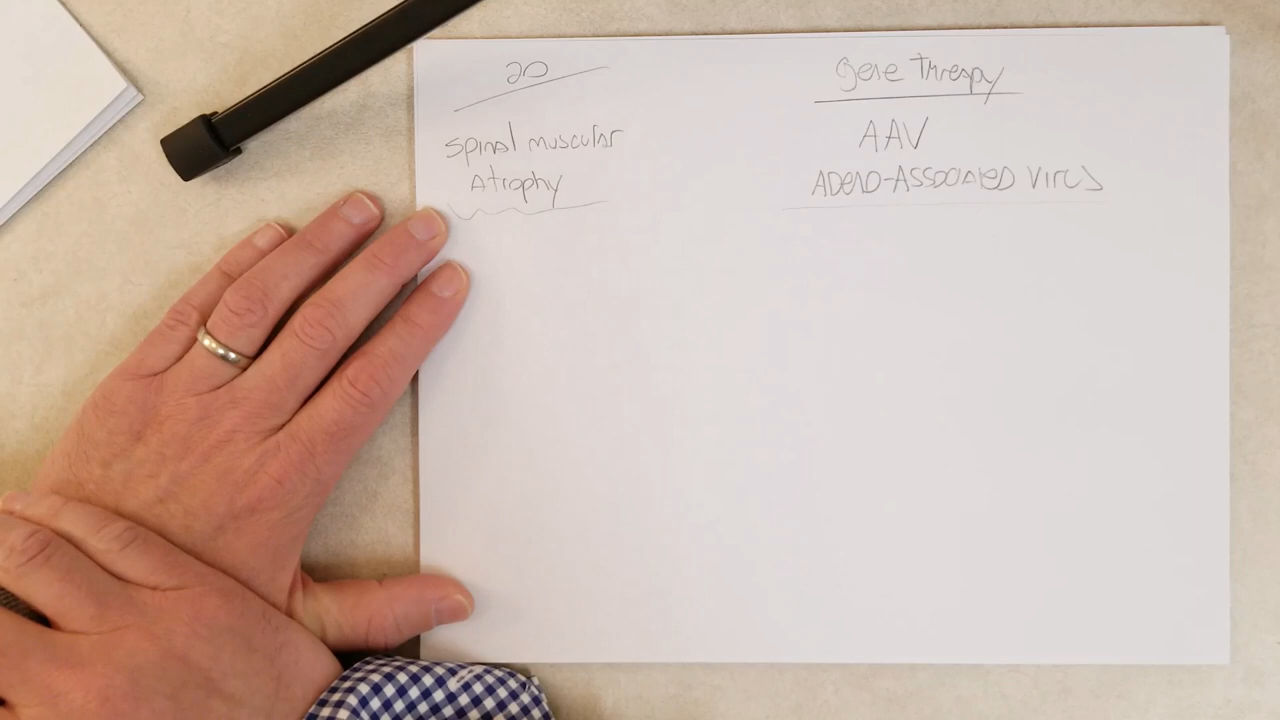 20
Spinal muscular
Atrophy
Gene Therapy
AAV
ADENO-ASSOCIATED VIRUS